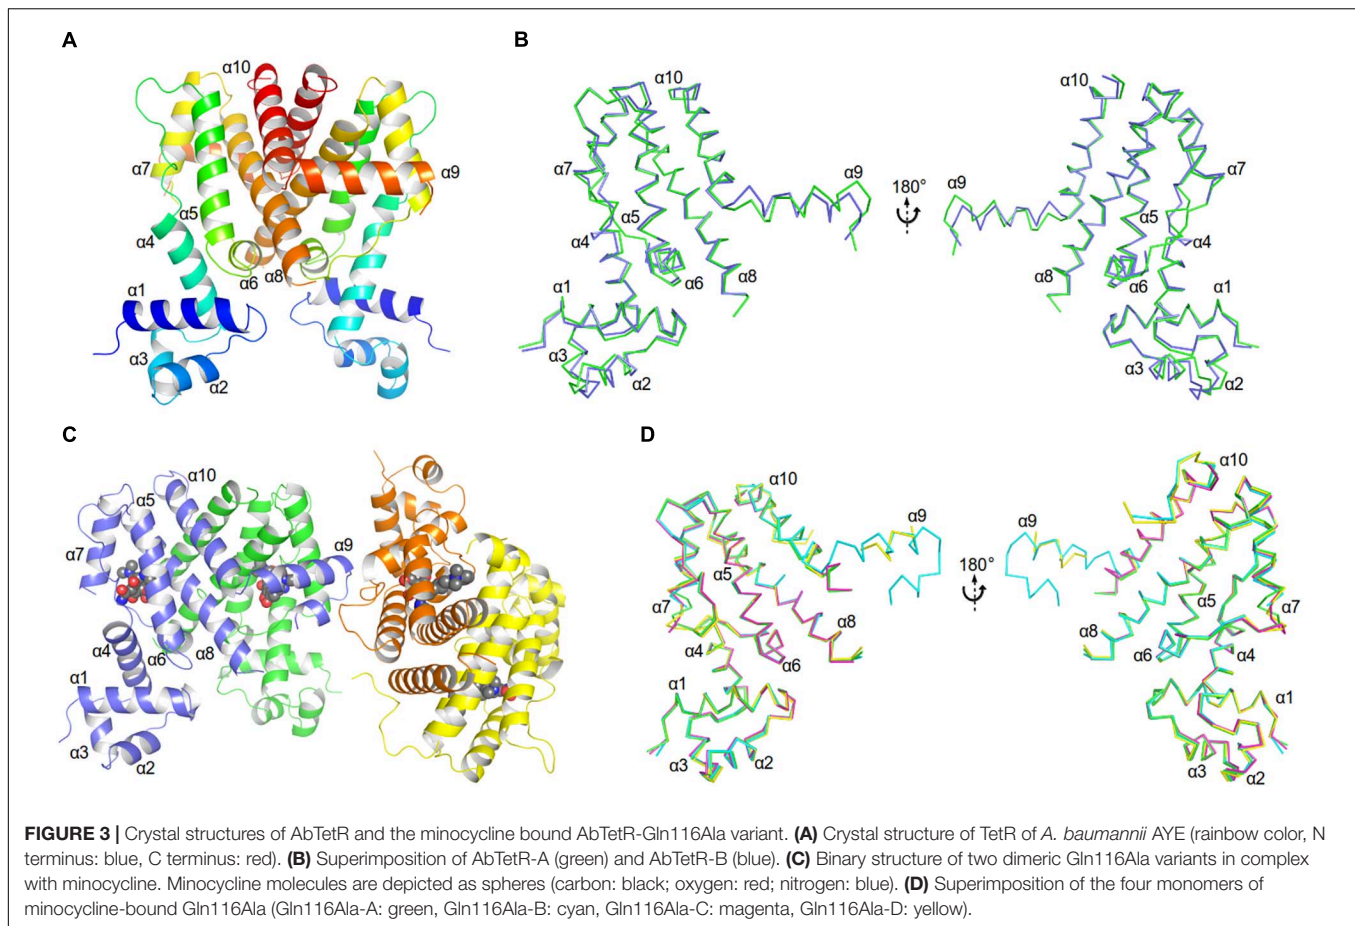 A
α10
α7
α9
α5
α4
α6
α8
α1
α3
α2
B
α10
α7
α9
α5
α4
α6
α8
α1
α3
α2
180°
α10
α9
α7
α5
α4
α8
α6
α1
α3
α2
C
α10
α5
α7
α9
α4
α6
α8
α1
α3
α2
D
α10
α9
α5
α7
α8
α4
α6
α1
α3
α2
180°
α10
α9
α5
α7
α8
α6
α4
α1
α3
α2
FIGURE 3 | Crystal structures of AbTetR and the minocycline bound AbTetR-Gln116Ala variant. (A) Crystal structure of TetR of A. baumannii AYE (rainbow color, N
terminus: blue, C terminus: red). (B) Superimposition of AbTetR-A (green) and AbTetR-B (blue). (C) Binary structure of two dimeric Gln116Ala variants in complex
with minocycline. Minocycline molecules are depicted as spheres (carbon: black; oxygen: red; nitrogen: blue). (D) Superimposition of the four monomers of
minocycline-bound Gln116Ala (Gln116Ala-A: green, Gln116Ala-B: cyan, Gln116Ala-C: magenta, Gln116Ala-D: yellow).